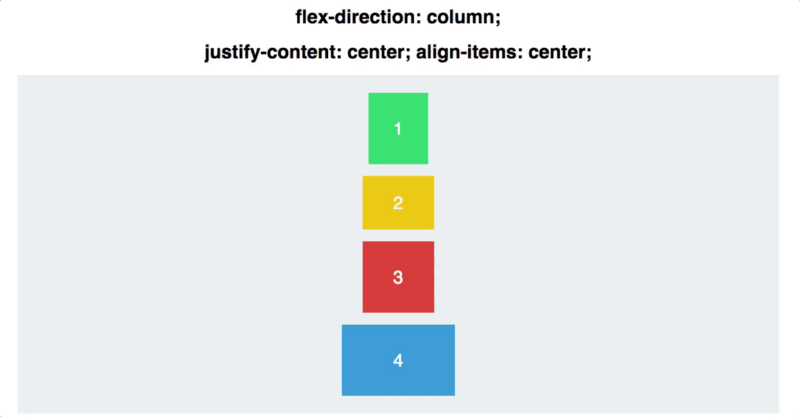 flex-direction: column;
justify-content: center; align-items: center;
1
2
3
4